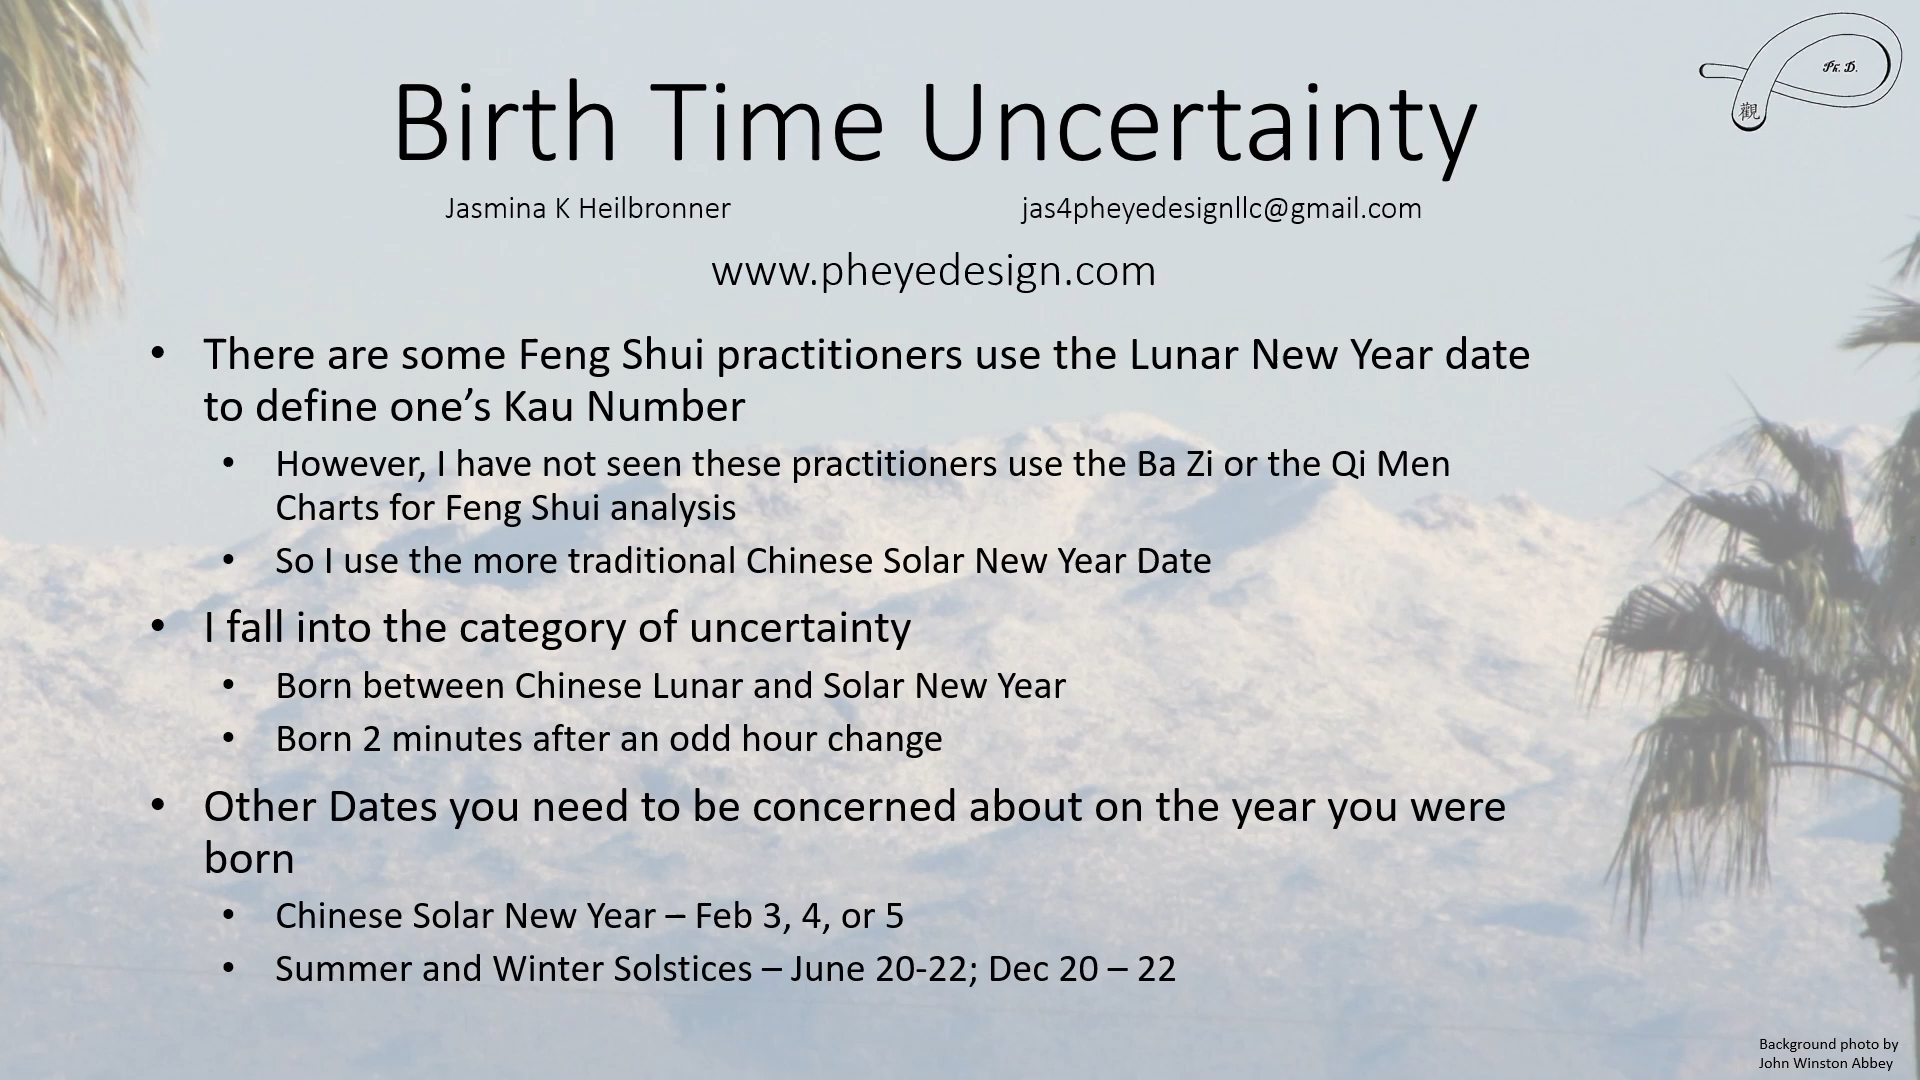 Ph. D.
觀
Birth Time Uncertainty
Jasmina K Heilbronner jas4pheyedesignllc@gmail.com
www.pheyedesign.com
• There are some Feng Shui practitioners use the Lunar New Year date
to define one’s Kau Number
• However, I have not seen these practitioners use the Ba Zi or the Qi Men
Charts for Feng Shui analysis
• So I use the more traditional Chinese Solar New Year Date
• I fall into the category of uncertainty
• Born between Chinese Lunar and Solar New Year
• Born 2 minutes after an odd hour change
• Other Dates you need to be concerned about on the year you were
born
• Chinese Solar New Year – Feb 3, 4, or 5
• Summer and Winter Solstices – June 20-22; Dec 20 – 22
Background photo by
John Winston Abbey